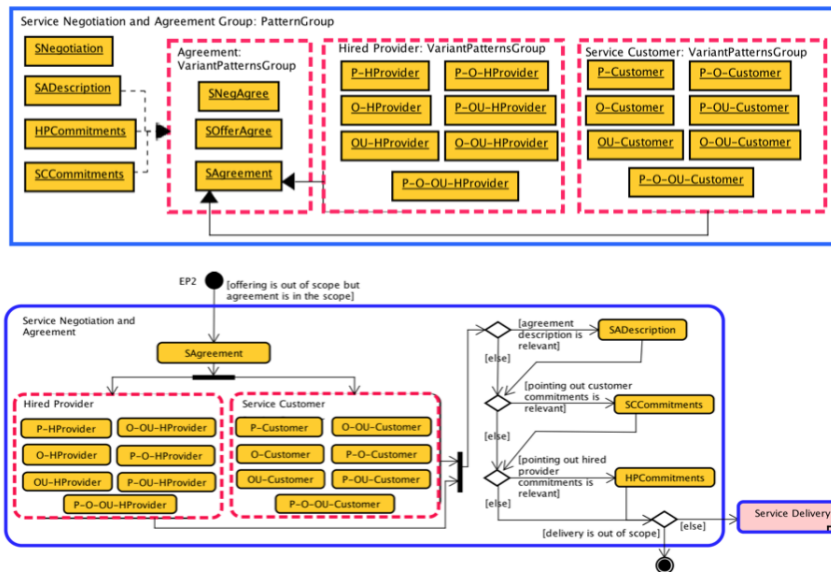 Service Negotiation and Agreement Group: PatternGroup
SNegotiation
SADescription
HPCommitments
SCCommitments
Agreement:
VariantPatternsGroup
SNegAgree
SOfferAgree
SAgreement
Hired Provider: VariantPatternsGroup
P-HProvider
P-O-HProvider
O-HProvider
P-OU-HProvider
OU-HProvider
O-OU-HProvider
P-O-OU-HProvider
Service Customer: VariantPatternsGroup
P-Customer
P-O-Customer
O-Customer
P-OU-Customer
OU-Customer
O-OU-Customer
P-O-OU-Customer
EP2
[offering is out of scope but
agreement is in the scope]
Service Negotiation and
Agreement
SAgreement
Hired Provider
P-HProvider
O-OU-HProvider
O-HProvider
P-O-HProvider
OU-HProvider
P-OU-HProvider
P-O-OU-HProvider
Service Customer
P-Customer
O-OU-Customer
O-Customer
P-O-Customer
OU-Customer
P-OU-Customer
P-O-OU-Customer
[agreement
description is
relevant]
SADescription
[else]
[pointing out customer
commitments is
relevant]
SCCommitments
[else]
[pointing out hired
provider
commitments is
relevant]
HPCommitments
[else]
[delivery is out of scope]
[else]
Service Delivery